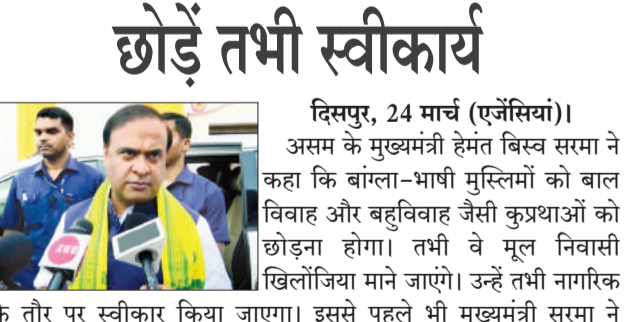 छोड़ें तभी स्वीकार्य
दिसपुर, 24 मार्च (एजेंसियां)।
असम के मुख्यमंत्री हेमंत बिस्व सरमा ने
कहा कि बांग्ला-भाषी मुस्लिमों को बाल
विवाह और बहुविवाह जैसी कुप्रथाओं को
छोड़ना होगा। तभी वे मूल निवासी
खिलोंजिया माने जाएंगे। उन्हें तभी नागरिक
के तौर पर स्वीकार किया जाएगा। इससे पहले भी मुख्यमंत्री सरमा ने
ZEE